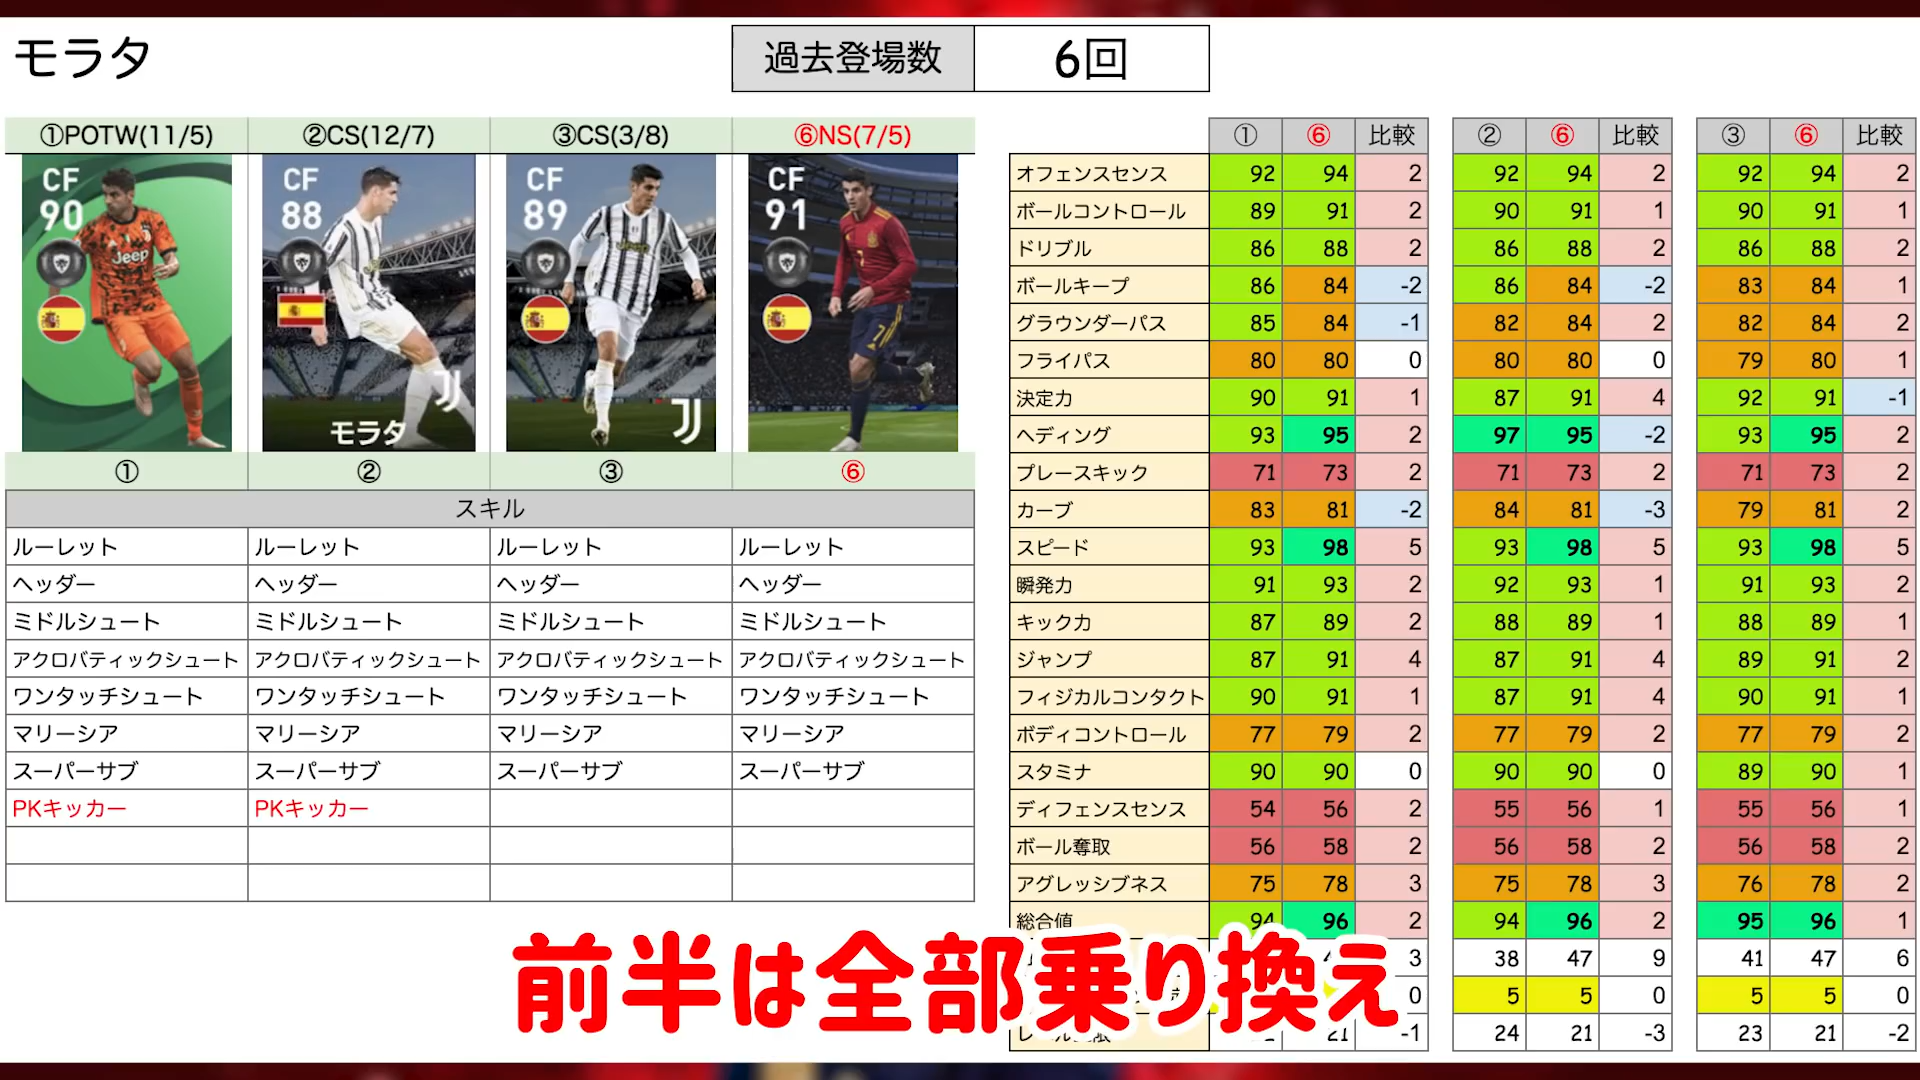 モラタ
過去登場数 6回
①POTW(11/5) ②CS(12/7) ③CS(3/8) ⑥NS(7/5)
CF 90 Jeep
CF 88 モラタ
CF 89
CF 91 7
① ② ③ ⑥
スキル
ルーレット ルーレット ルーレット ルーレット
ヘッダー ヘッダー ヘッダー ヘッダー
ミドルシュート ミドルシュート ミドルシュート ミドルシュート
アクロバティックシュート アクロバティックシュート アクロバティックシュート アクロバティックシュート
ワンタッチシュート ワンタッチシュート ワンタッチシュート ワンタッチシュート
マリーシア マリーシア マリーシア マリーシア
スーパーサブ スーパーサブ スーパーサブ スーパーサブ
PKキッカー PKキッカー
① ⑥ 比較 ② ⑥ 比較 ③ ⑥ 比較
オフェンスセンス 92 94 2 92 94 2 92 94 2
ボールコントロール 89 91 2 90 91 1 90 91 1
ドリブル 86 88 2 86 88 2 86 88 2
ボールキープ 86 84 -2 86 84 -2 83 84 1
グラウンダーパス 85 84 -1 82 84 2 82 84 2
フライパス 80 80 0 80 80 0 79 80 1
決定力 90 91 1 87 91 4 92 91 -1
ヘディング 93 95 2 97 95 -2 93 95 2
プレースキック 71 73 2 71 73 2 71 73 2
カーブ 83 81 -2 84 81 -3 79 81 2
スピード 93 98 5 93 98 5 93 98 5
瞬発力 91 93 2 92 93 1 91 93 2
キック力 87 89 2 88 89 1 88 89 1
ジャンプ 87 91 4 87 91 4 89 91 2
フィジカルコンタクト 90 91 1 87 91 4 90 91 1
ボディコントロール 77 79 2 77 79 2 77 79 2
スタミナ 90 90 0 90 90 0 89 90 1
ディフェンスセンス 54 56 2 55 56 1 55 56 1
ボール奪取 56 58 2 56 58 2 56 58 2
アグレッシブネス 75 78 3 75 78 3 76 78 2
総合値 94 96 2 94 96 2 95 96 1
3 38 47 9 41 47 6
0 5 5 0 5 5 0
21 -1 24 21 -3 23 21 -2
前半は全部乗り換え